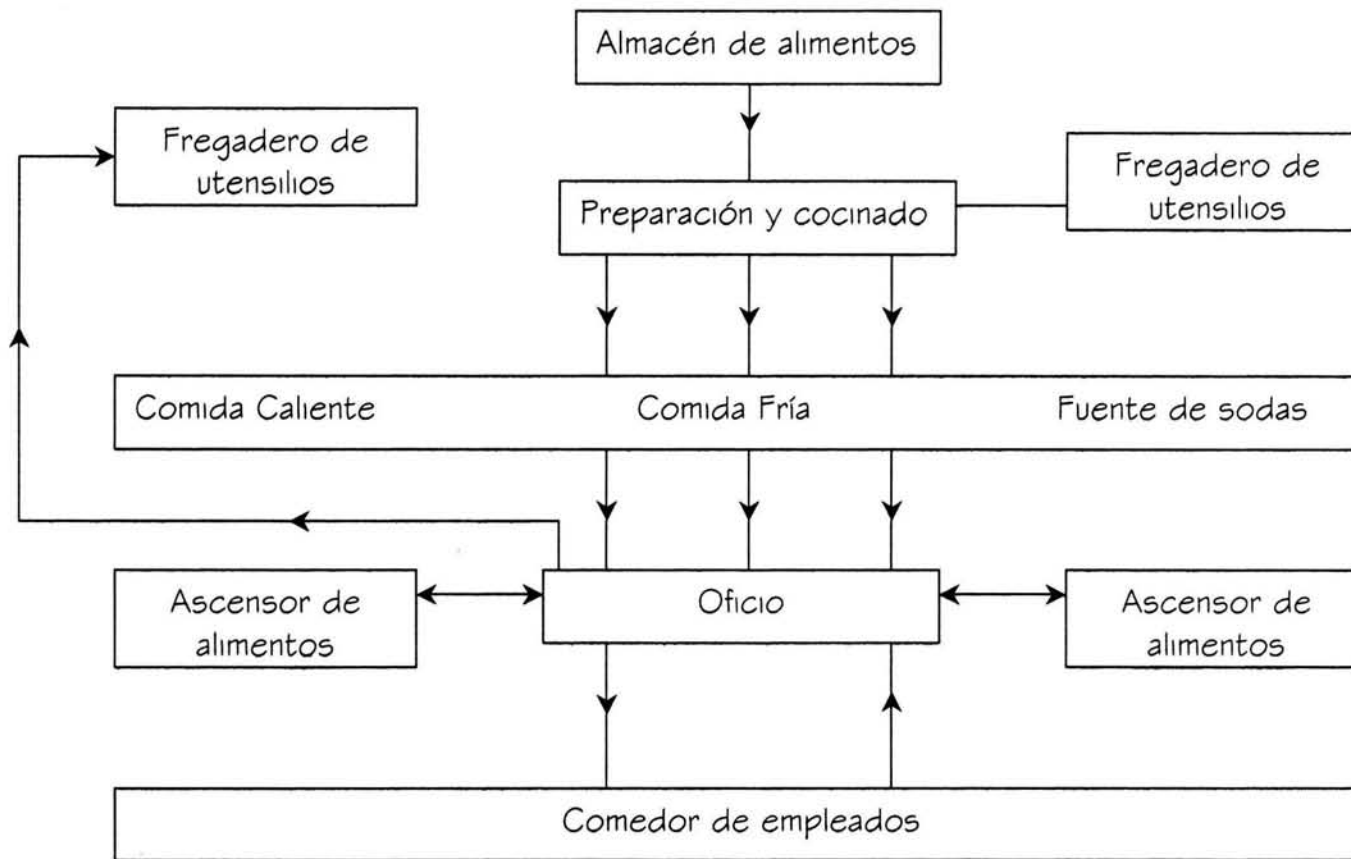 Almacén de alimentos
Fregadero de
utensilios
Fregadero de
utensilios
Preparación y cocinado
Comida Caliente
Comida Fría
Fuente de sodas
Ascensor de
alimentos
Oficio
Ascensor de
alimentos
Comedor de empleados